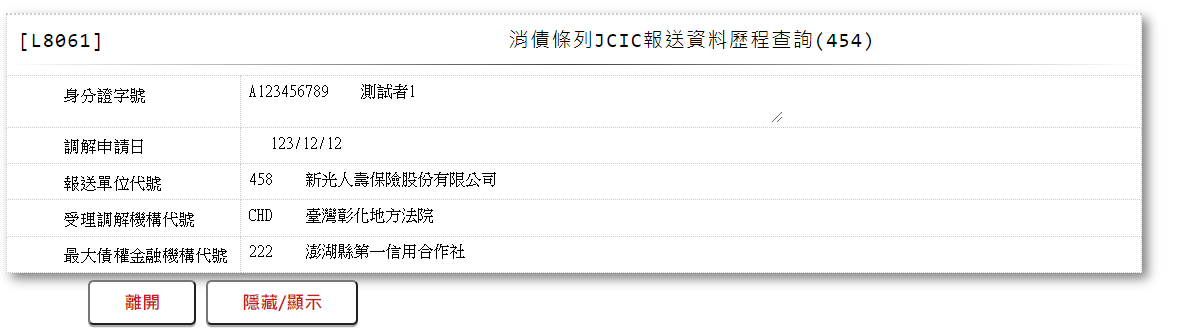 [L8061] 消債條列JCIC報送資料歷程查詢(454)
身分證字號 A123456789 測試者1
調解申請日 123/12/12
報送單位代號 458 新光人壽保險股份有限公司
受理調解機構代號 CHD 臺灣彰化地方法院
最大債權金融機構代號 222 澎湖縣第一信用合作社
離開 隱藏/顯示